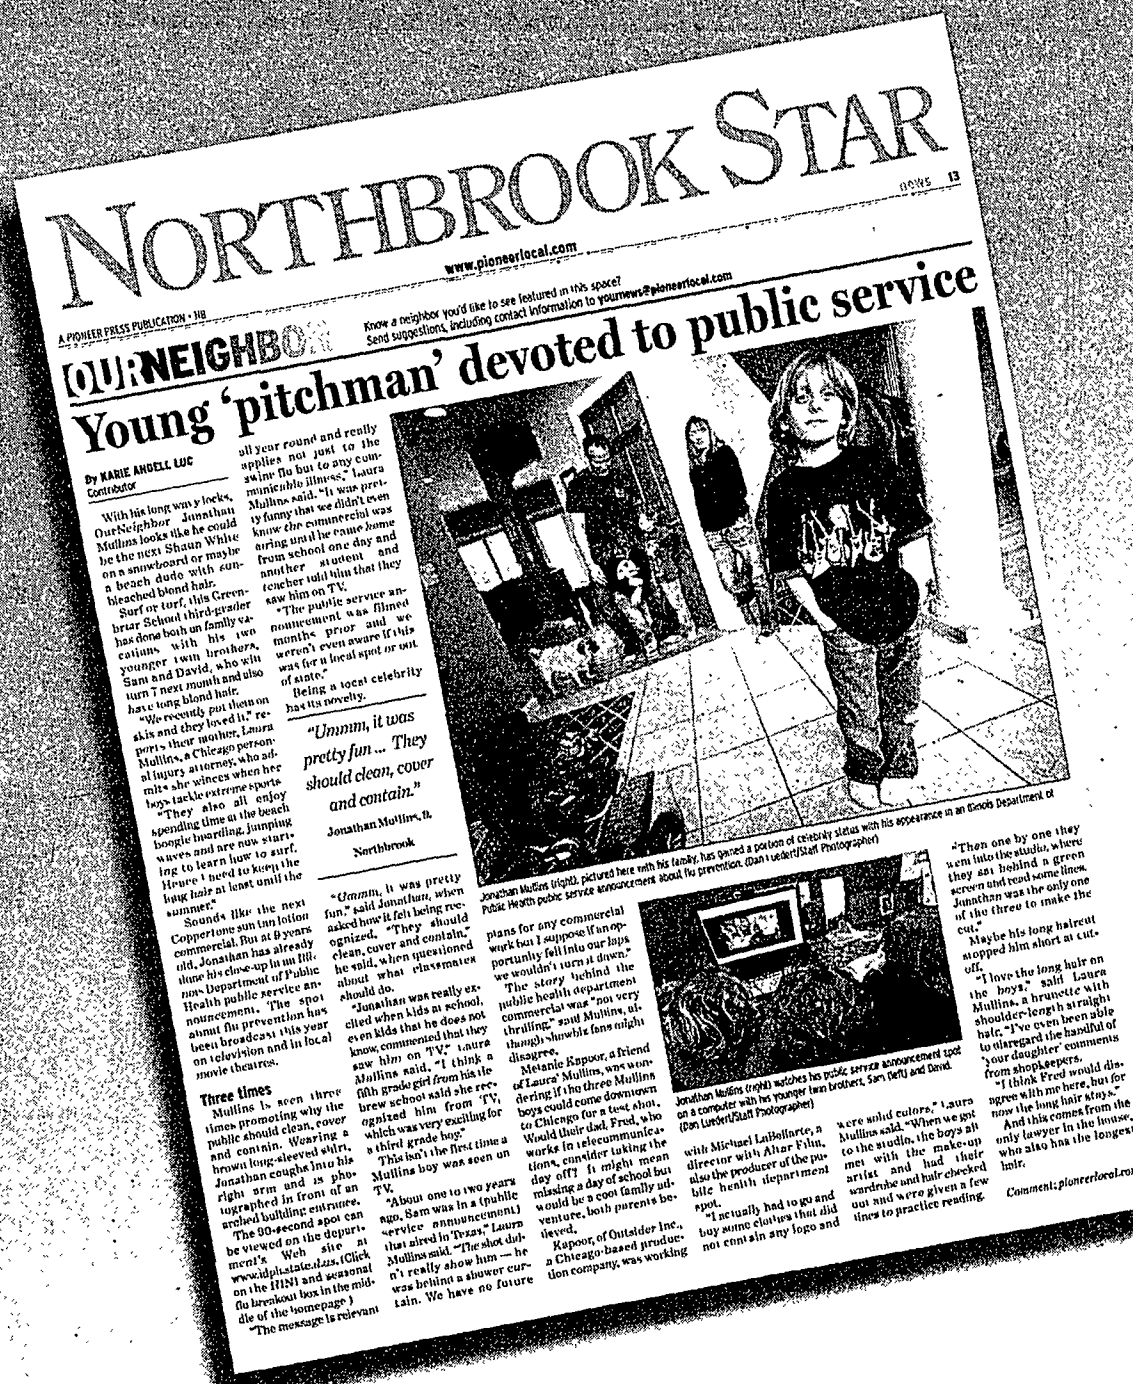 NORTHBROOK STAR
news 13
www.pioneerlocal.com
A PIONEER PRESS PUBLICATION • NB
OURNEIGHBOR
Know a neighbor you'd like to see featured in this space?
Send suggestions, including contact information to yournews@pioneerlocal.com
Young 'pitchman' devoted to public service
By KARIE ANGELL LUC
Contributor
With his long wavy locks,
OurNeighbor Jonathan
Mullins looks like he could
be the next Shaun White
on a snowboard or maybe
a beach dude with sun-
bleached blond hair.
Surf or turf, this Green-
briar School third-grader
has done both on family va-
cations with his two
younger twin brothers,
Sam and David, who will
turn 7 next month and also
have long blond hair.
"We recently put them on
skis and they loved it," re-
ports their mother, Laura
Mullins, a Chicago person-
al injury attorney, who ad-
mits she winces when her
boys tackle extreme sports
"They also all enjoy
spending time at the beach
boogie boarding, jumping
waves and are now start-
ing to learn how to surf.
Hence I need to keep the
long hair at least until the
summer."
Sounds like the next
Coppertone sun tan lotion
commercial. But at 9 years
old, Jonathan has already
done his close-up in an Illi-
nois Department of Public
Health public service an-
nouncement. The spot
about flu prevention has
been broadcast this year
on television and in local
movie theatres.
Three times
Mullins is seen three
times promoting why the
public should clean, cover
and contain. Wearing a
brown long-sleeved shirt,
Jonathan coughs into his
right arm and is pho-
tographed in front of an
arched building entrance.
The 90-second spot can
be viewed on the depart-
ment's Web site at
www.idph.state.il.us. (Click
on the H1N1 and seasonal
flu breakout box in the mid-
dle of the homepage.)
"The message is relevant
all year round and really
applies not just to the
swine flu but to any com-
municable illness," Laura
Mullins said. "It was pret-
ty funny that we didn't even
know the commercial was
airing until he came home
from school one day and
another student and
teacher told him that they
saw him on TV.
"The public service an-
nouncement was filmed
months prior and we
weren't even aware if this
was for a local spot or out
of state."
Being a local celebrity
has its novelty.
"Ummm, it was
pretty fun ... They
should clean, cover
and contain."
Jonathan Mullins, 9,
Northbrook
"Ummm, it was pretty
fun," said Jonathan, when
asked how it felt being rec-
ognized. "They should
clean, cover and contain,"
he said, when questioned
about what classmates
should do.
"Jonathan was really ex-
cited when kids at school,
even kids that he does not
know, commented that they
saw him on TV," Laura
Mullins said. "I think a
fifth grade girl from his He-
brew school said she rec-
ognized him from TV,
which was very exciting for
a third grade boy."
This isn't the first time a
Mullins boy was seen on
TV.
"About one to two years
ago, Sam was in a (public
service announcement)
that aired in Texas," Laura
Mullins said. "The shot did-
n't really show him — he
was behind a shower cur-
tain. We have no future
Jonathan Mullins (right), pictured here with his family, has gained a portion of celebrity status with his appearance in an Illinois Department of
Public Health public service announcement about flu prevention. (Dan Luedert/Staff Photographer)
plans for any commercial
work but I suppose if an op-
portunity fell into our laps
we wouldn't turn it down."
The story behind the
public health department
commercial was "not very
thrilling," said Mullins, al-
though showbiz fans might
disagree.
Melanie Kapoor, a friend
of Laura Mullins, was won-
dering if the three Mullins
boys could come downtown
to Chicago for a test shot.
Would their dad, Fred, who
works in telecommunica-
tions, consider taking the
day off? It might mean
missing a day of school but
would be a cool family ad-
venture, both parents be-
lieved.
Kapoor, of Outsider Inc.,
a Chicago-based produc-
tion company, was working
Jonathan Mullins (right) watches his public service announcement spot
on a computer with his younger twin brothers, Sam (left) and David.
(Dan Luedert/Staff Photographer)
with Michael LaBellarte, a
director with Altar Film,
also the producer of the pu-
blic health department
spot.
"I actually had to go and
buy some clothes that did
not contain any logo and
were solid colors," Laura
Mullins said. "When we got
to the studio, the boys all
met with the make-up
artist and had their
wardrobe and hair checked
out and were given a few
lines to practice reading.
"Then one by one they
went into the studio, where
they sat behind a green
screen and read some lines.
Jonathan was the only one
of the three to make the
cut."
Maybe his long haircut
stopped him short at cut-
off.
"I love the long hair on
the boys," said Laura
Mullins, a brunette with
shoulder-length straight
hair. "I've even been able
to disregard the handful of
'your daughter' comments
from shopkeepers.
"I think Fred would dis-
agree with me here, but for
now the long hair stays."
And this comes from the
only lawyer in the house,
who also has the longest
hair.
Comment: pioneerlocal.com